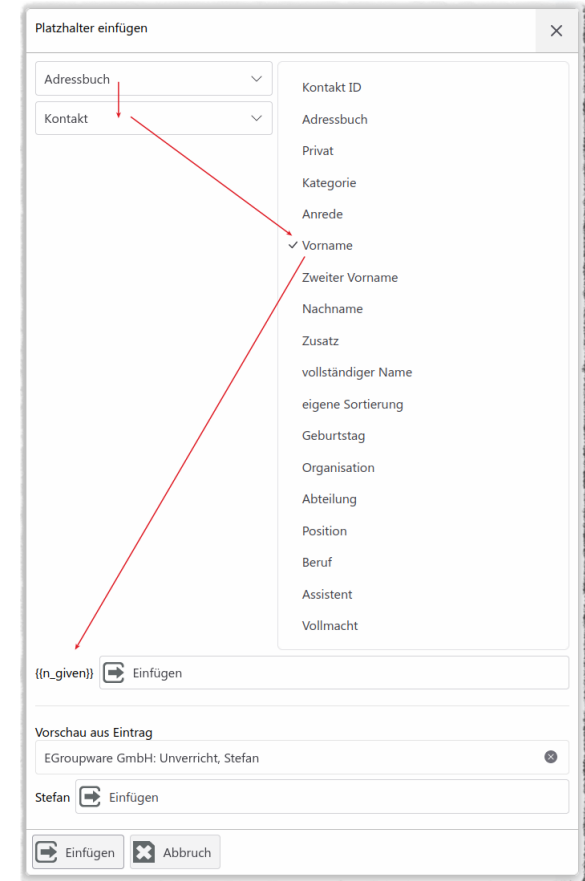 Platzhalter einfügen
Adressbuch
Kontakt
Kontakt ID
Adressbuch
Privat
Kategorie
Anrede
Vorname
Zweiter Vorname
Nachname
Zusatz
vollständiger Name
eigene Sortierung
Geburtstag
Organisation
Abteilung
Position
Beruf
Assistent
Vollmacht
{{n_given}} Einfügen
Vorschau aus Eintrag
EGroupware GmbH: Unverricht, Stefan
Stefan Einfügen
Einfügen Abbruch